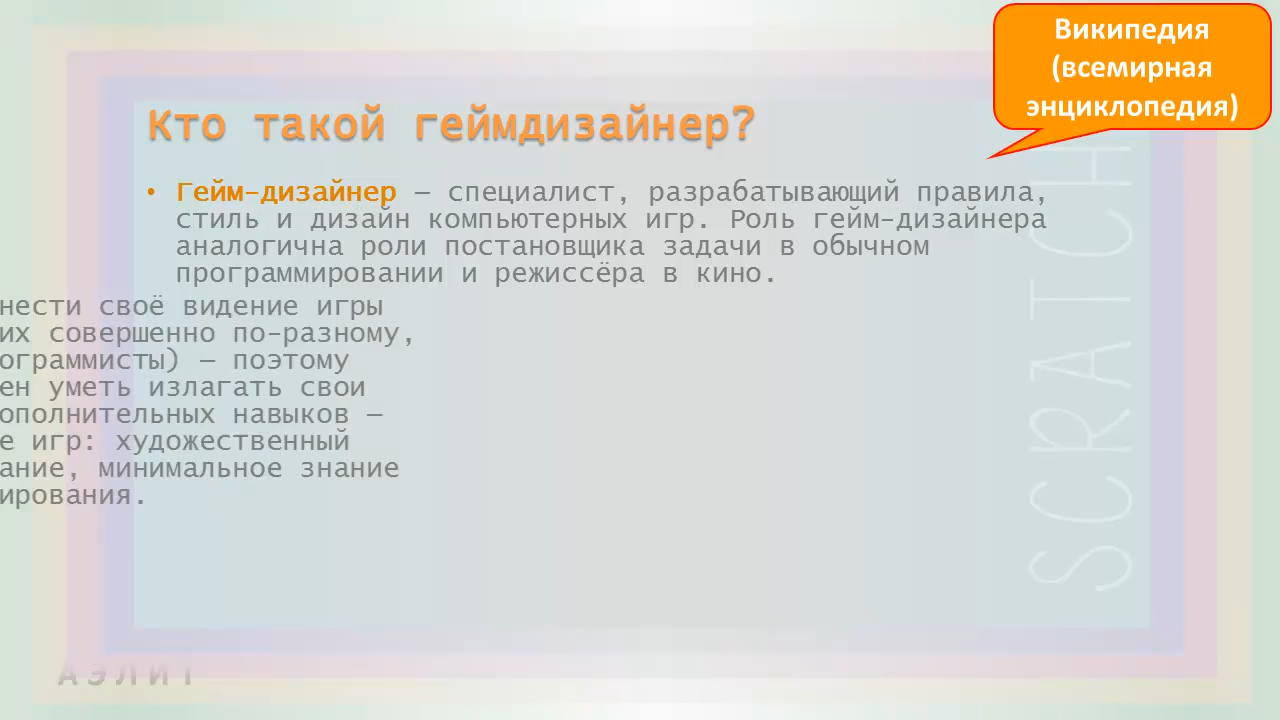 Википедия
(всемирная
энциклопедия)
Кто такой геймдизайнер?
• Гейм-дизайнер — специалист, разрабатывающий правила,
стиль и дизайн компьютерных игр. Роль гейм-дизайнера
аналогична роли постановщика задачи в обычном
программировании и режиссёра в кино.
нести своё видение игры
их совершенно по-разному,
ограммисты) — поэтому
ен уметь излагать свои
ополнительных навыков —
е игр: художественный
ание, минимальное знание
ирования.
SCRATCH
АЭЛИТ